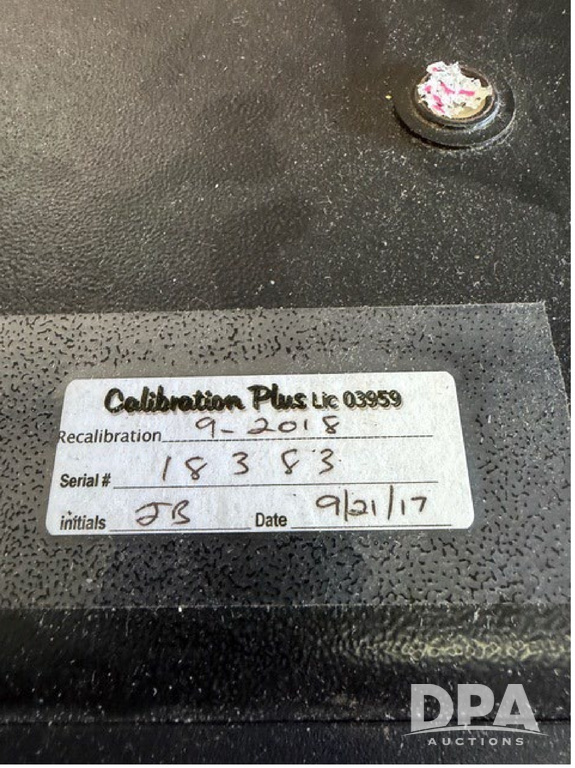 Calibration Plus Lic 03959
Recalibration 9-2018
Serial # 18383
initials JB Date 9/21/17
DPA
AUCTIONS